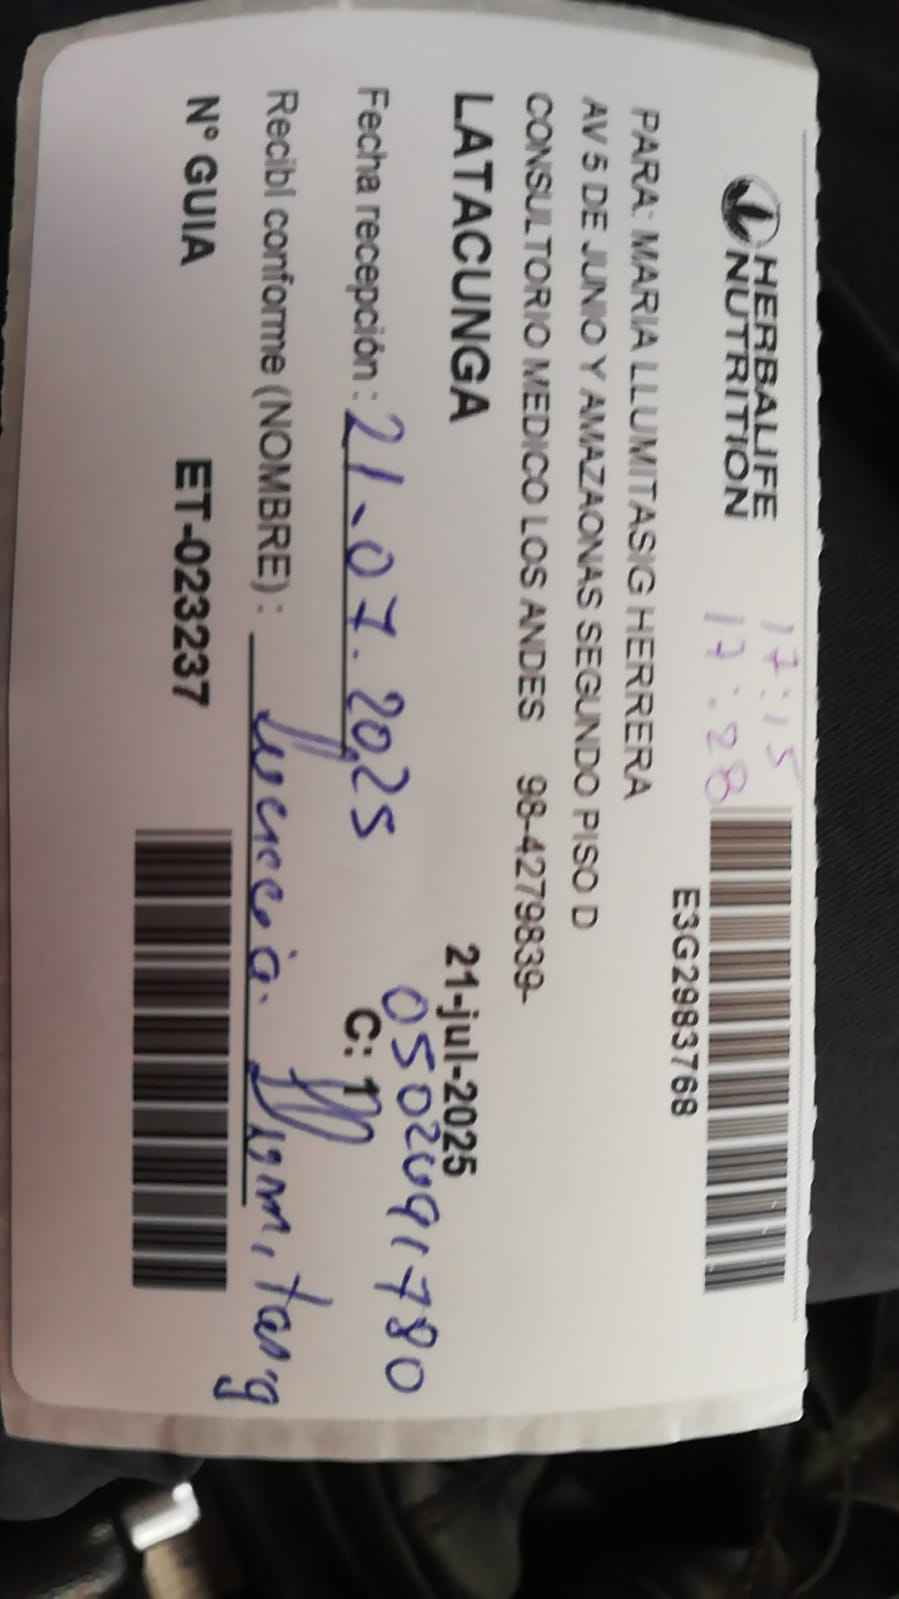 HERBALIFE
NUTRITION
17:15
17:28
E3G2983768
PARA: MARIA LLUMITASIG HERRERA
AV 5 DE JUNIO Y AMAZAONAS SEGUNDO PISO D
CONSULTORIO MEDICO LOS ANDES 98-4279839-
LATACUNGA 21-jul-2025
0502691780
Fecha recepción : 21-07.2025 C: 1
Recibí conforme (NOMBRE) :
Nº GUIA ET-023237